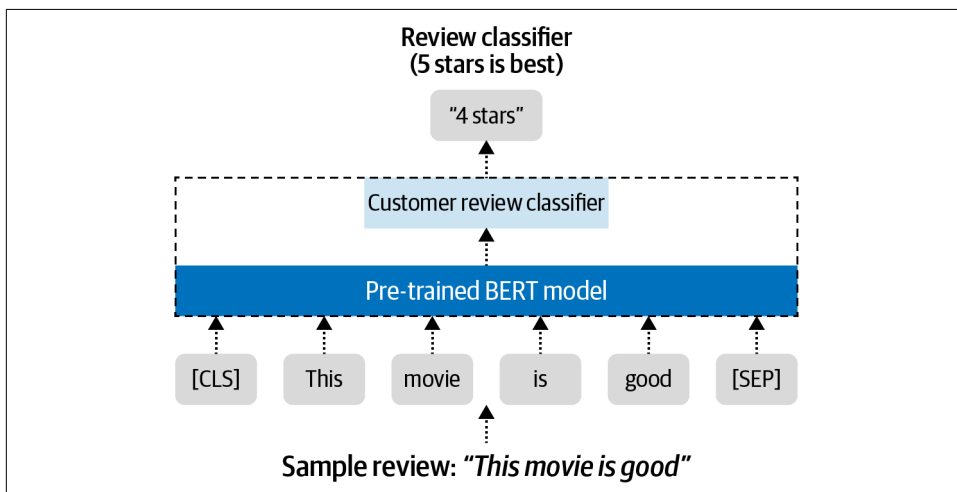 Review classifier
(5 stars is best)
“4 stars”
Customer review classifier
Pre-trained BERT model
[CLS] This movie is good [SEP]
Sample review: “This movie is good”